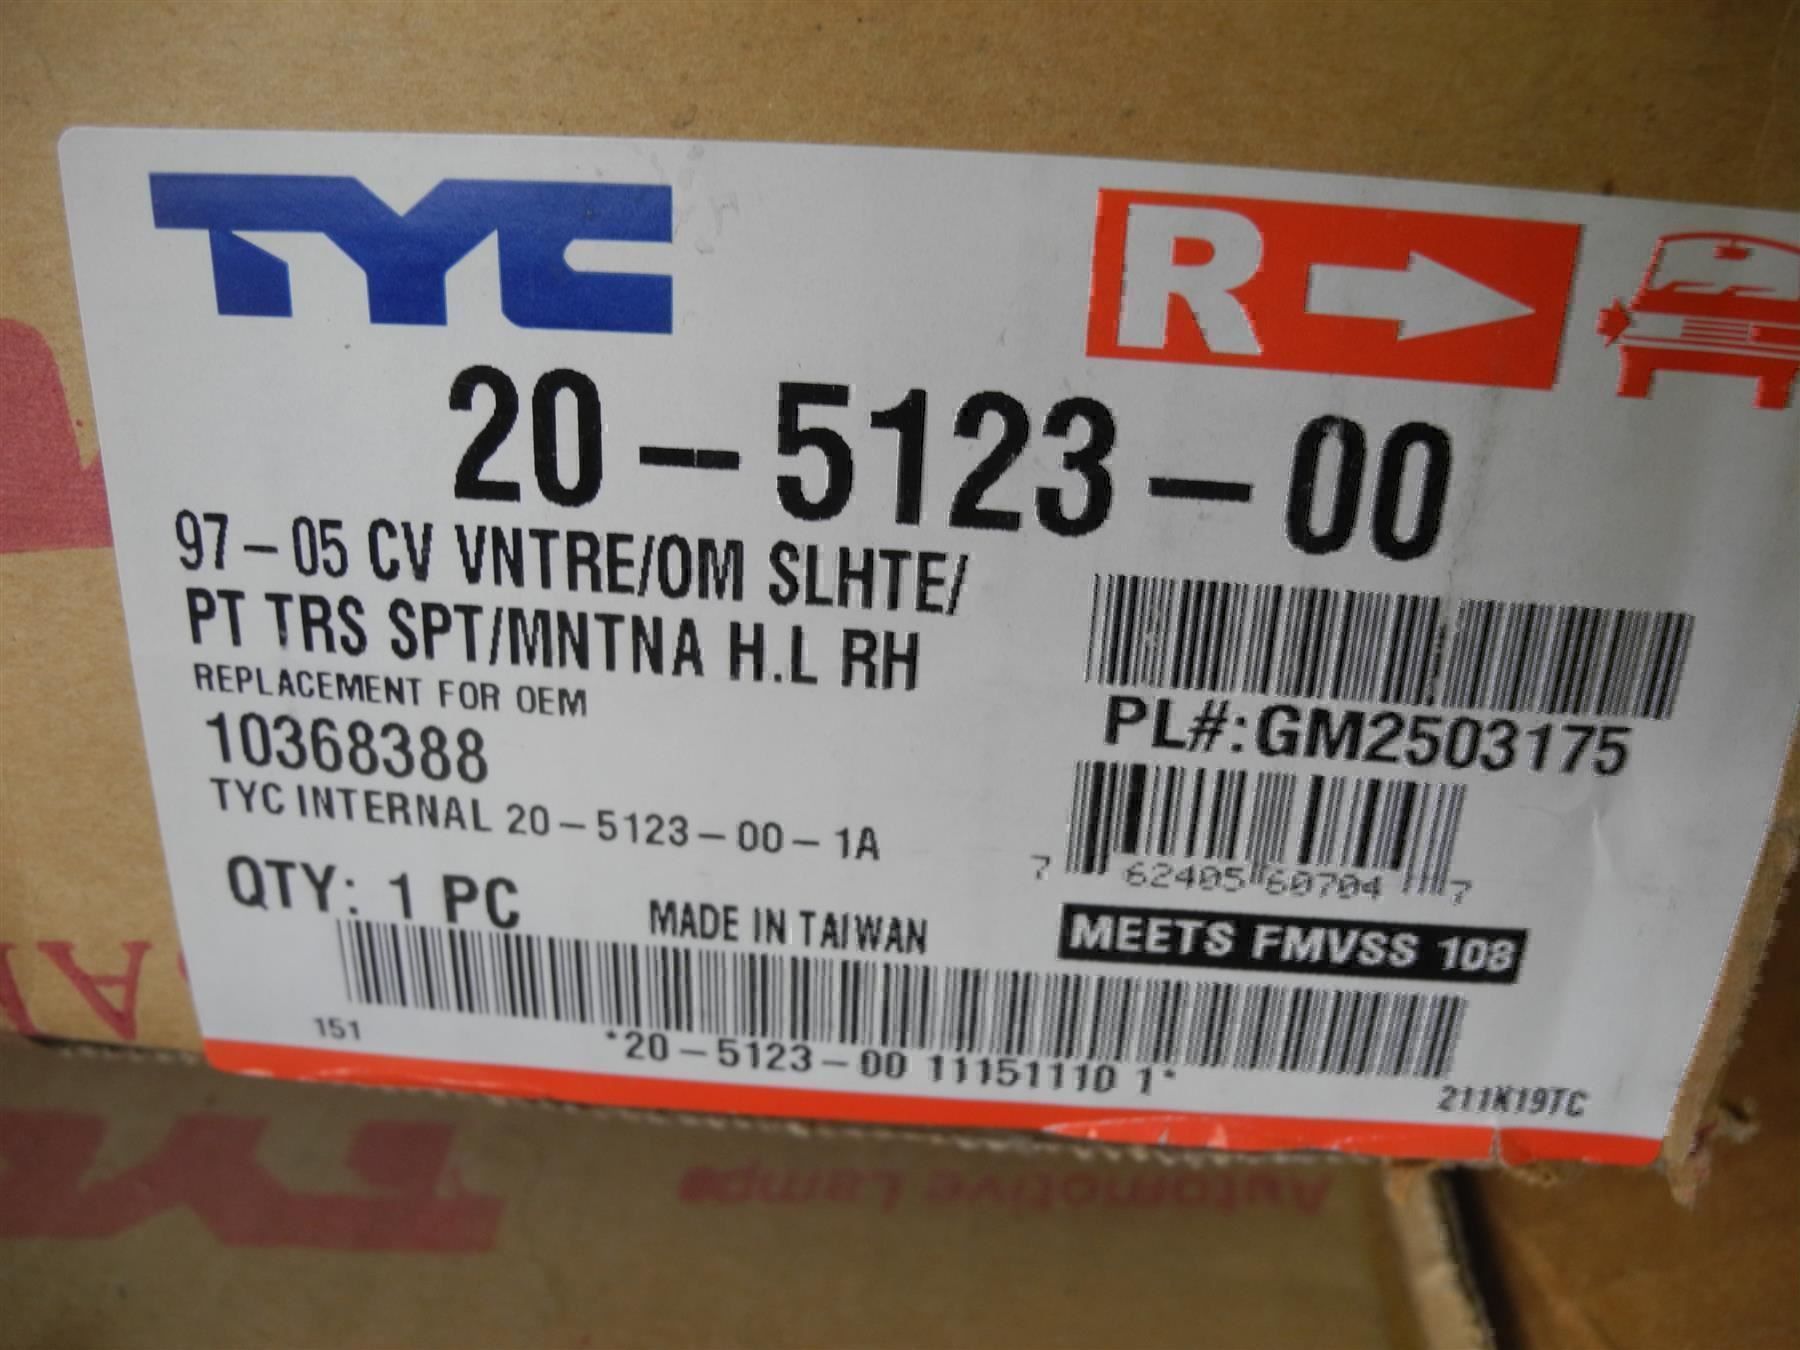 TYC
R
20-5123-00
97-05 CV VNTRE/OM SLHTE/
PT TRS SPT/MNTNA H.L RH
REPLACEMENT FOR OEM
10368388
TYC INTERNAL 20-5123-00-1A
QTY: 1 PC
MADE IN TAIWAN
PL#:GM2503175
7 62405 60704 7
MEETS FMVSS 108
151
*20-5123-00 11151110 1*
211K19TC
TYC
Automotive Lamps